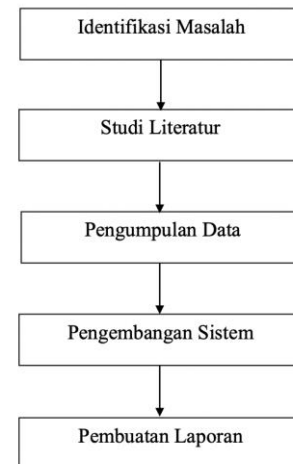 Identifikasi Masalah
Studi Literatur
Pengumpulan Data
Pengembangan Sistem
Pembuatan Laporan